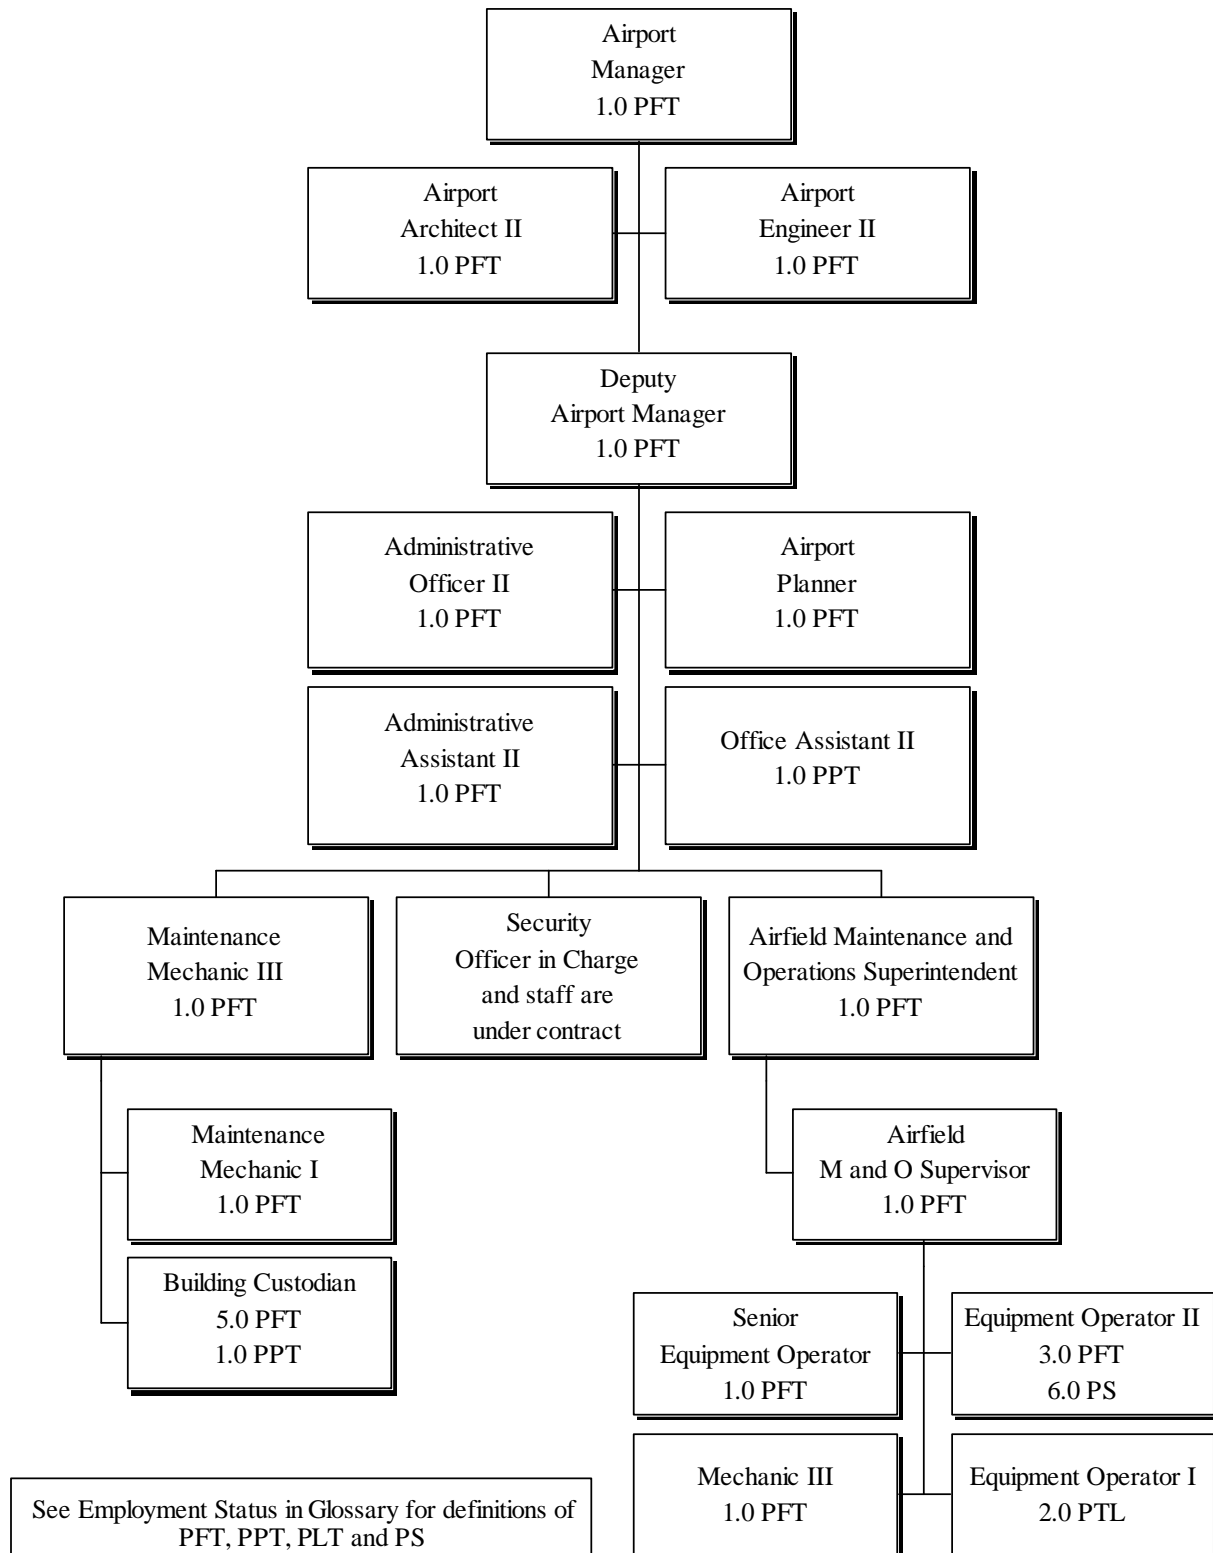 Airport
Manager
1.0 PFT
Airport
Architect II
1.0 PFT
Airport
Engineer II
1.0 PFT
Deputy
Airport Manager
1.0 PFT
Administrative
Officer II
1.0 PFT
Airport
Planner
1.0 PFT
Administrative
Assistant II
1.0 PFT
Office Assistant II
1.0 PPT
Maintenance
Mechanic III
1.0 PFT
Security
Officer in Charge
and staff are
under contract
Airfield Maintenance and
Operations Superintendent
1.0 PFT
Maintenance
Mechanic I
1.0 PFT
Building Custodian
5.0 PFT
1.0 PPT
Airfield
M and O Supervisor
1.0 PFT
Senior
Equipment Operator
1.0 PFT
Equipment Operator II
3.0 PFT
6.0 PS
Mechanic III
1.0 PFT
Equipment Operator I
2.0 PTL
See Employment Status in Glossary for definitions of
PFT, PPT, PLT and PS